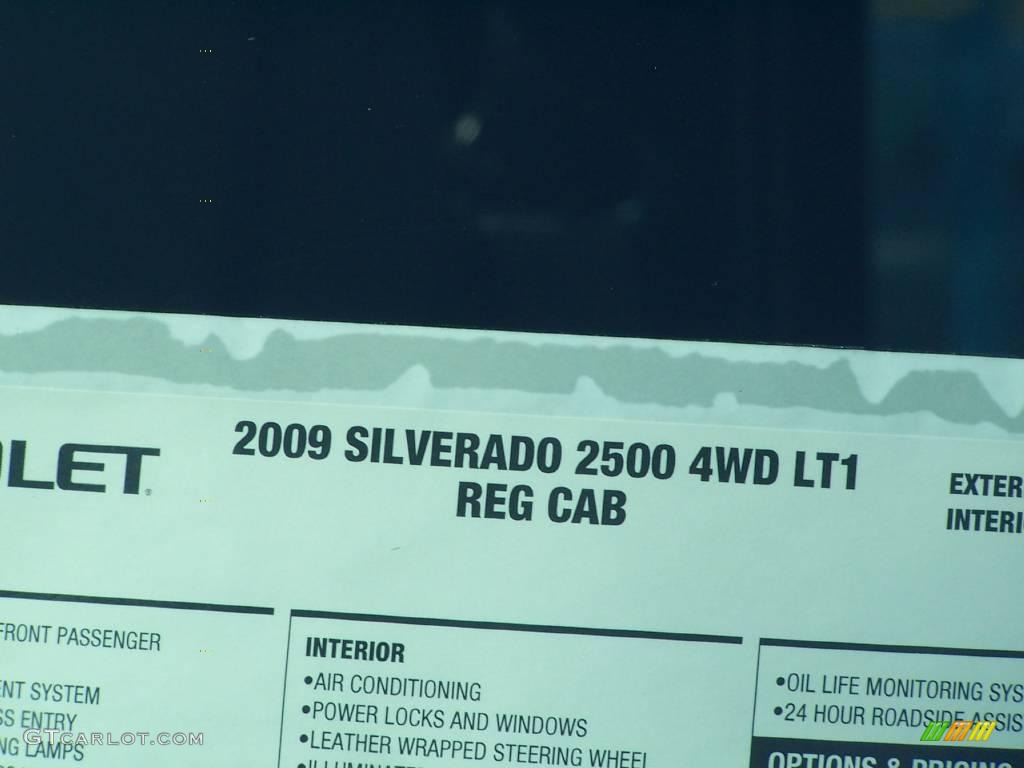 2009 SILVERADO 2500 4WD LT1
REG CAB
LET
EXTER
INTERI
FRONT PASSENGER
ENT SYSTEM
SS ENTRY
NG LAMPS
INTERIOR
•AIR CONDITIONING
•POWER LOCKS AND WINDOWS
•LEATHER WRAPPED STEERING WHEEL
•OIL LIFE MONITORING SYS
•24 HOUR ROADSIDE ASSIS
OPTIONS & PRICING
GTcarlot.com